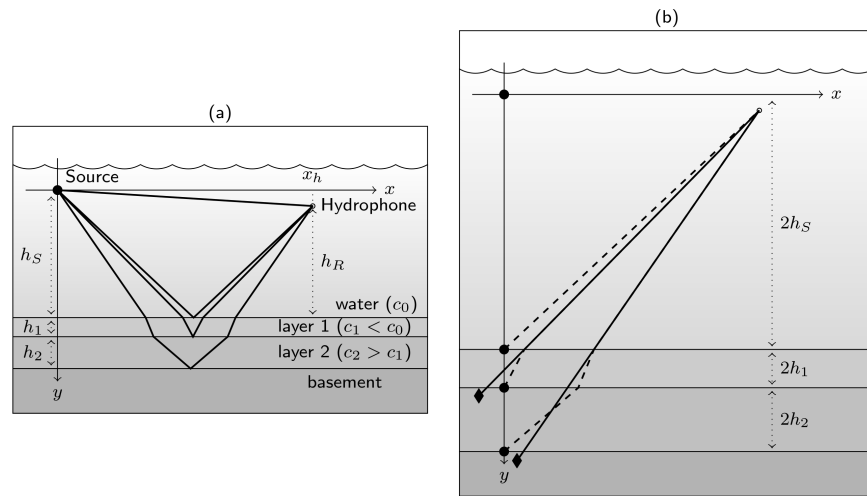 (a)
Source
x_h
x
Hydrophone
h_S
h_R
water (c_0)
h_1
layer 1 (c_1 < c_0)
h_2
layer 2 (c_2 > c_1)
basement
y
(b)
x
2h_S
2h_1
2h_2
y